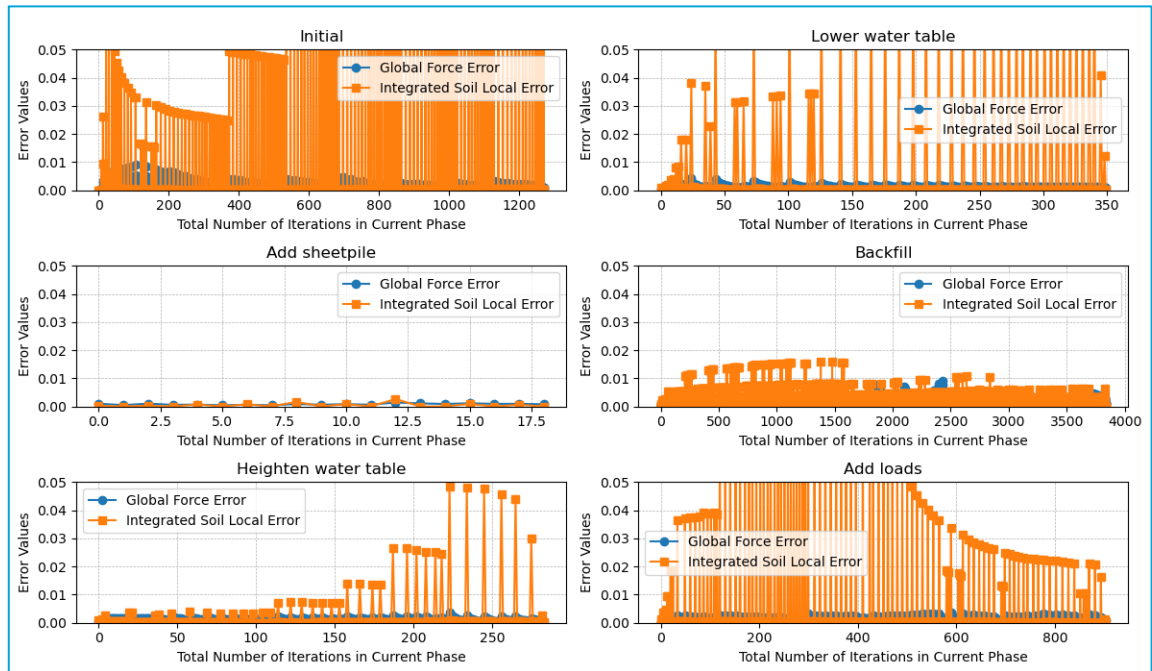 Initial
0.05
0.04
0.03
0.02
0.01
0.00
Error Values
Global Force Error
Integrated Soil Local Error
0 200 400 600 800 1000 1200
Total Number of Iterations in Current Phase
Lower water table
0.05
0.04
0.03
0.02
0.01
0.00
Error Values
Global Force Error
Integrated Soil Local Error
0 50 100 150 200 250 300 350
Total Number of Iterations in Current Phase
Add sheetpile
0.05
0.04
0.03
0.02
0.01
0.00
Error Values
Global Force Error
Integrated Soil Local Error
0.0 2.5 5.0 7.5 10.0 12.5 15.0 17.5
Total Number of Iterations in Current Phase
Backfill
0.05
0.04
0.03
0.02
0.01
0.00
Error Values
Global Force Error
Integrated Soil Local Error
0 500 1000 1500 2000 2500 3000 3500 4000
Total Number of Iterations in Current Phase
Heighten water table
0.05
0.04
0.03
0.02
0.01
0.00
Error Values
Global Force Error
Integrated Soil Local Error
0 50 100 150 200 250
Total Number of Iterations in Current Phase
Add loads
0.05
0.04
0.03
0.02
0.01
0.00
Error Values
Global Force Error
Integrated Soil Local Error
0 200 400 600 800
Total Number of Iterations in Current Phase